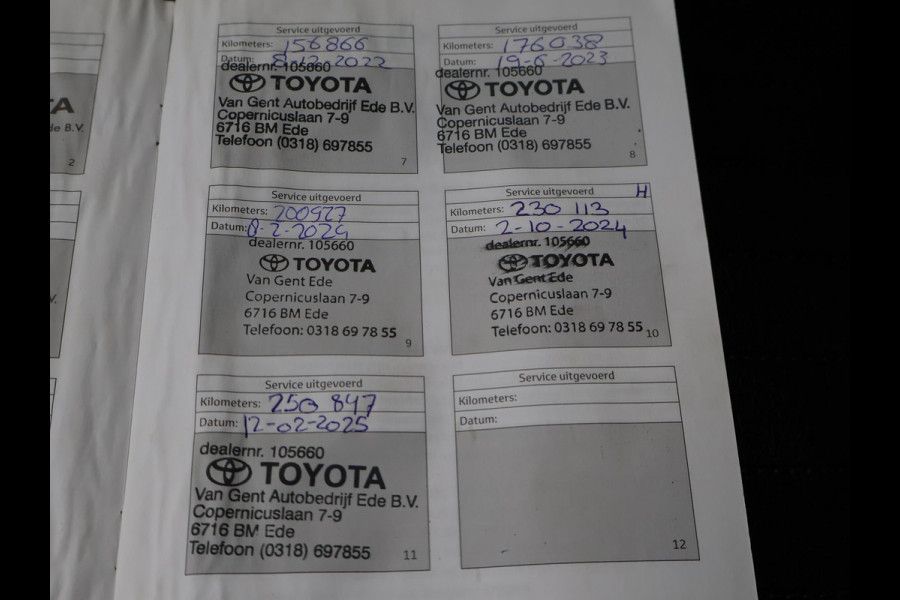 A
de B.V.
2
V.
Service uitgevoerd
Kilometers: 156866
Datum: 8-12-2022
dealernr. 105660
TOYOTA
Van Gent Autobedrijf Ede B.V.
Copernicuslaan 7-9
6716 BM Ede
Telefoon (0318) 697855
7
Service uitgevoerd
Kilometers: 176038
Datum: 19-6-2023
dealernr. 105660
TOYOTA
Van Gent Autobedrijf Ede B.V.
Copernicuslaan 7-9
6716 BM Ede
Telefoon (0318) 697855
8
Service uitgevoerd
Kilometers: 200927
Datum: 8-2-2024
dealernr. 105660
TOYOTA
Van Gent Ede
Copernicuslaan 7-9
6716 BM Ede
Telefoon: 0318 69 78 55
9
Service uitgevoerd H
Kilometers: 230 113
Datum: 2-10-2024
dealernr. 105660
TOYOTA
Van Gent Ede
Copernicuslaan 7-9
6716 BM Ede
Telefoon: 0318 69 78 55
10
Service uitgevoerd
Kilometers: 250 847
Datum: 12-02-2025
dealernr. 105660
TOYOTA
Van Gent Autobedrijf Ede B.V.
Copernicuslaan 7-9
6716 BM Ede
Telefoon (0318) 697855
11
Service uitgevoerd
Kilometers:
Datum:
12